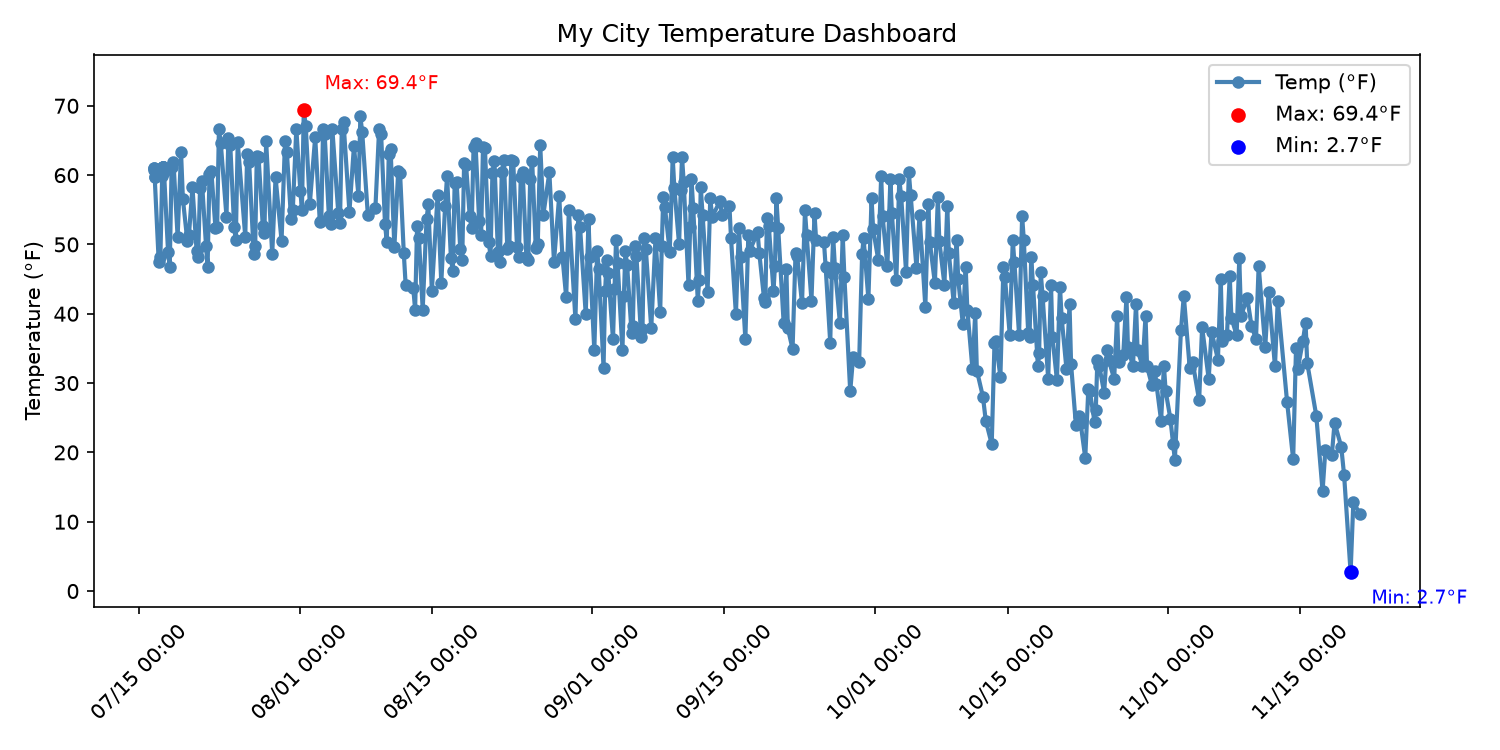 My City Temperature Dashboard
Max: 69.4°F
Temp (°F)
Max: 69.4°F
Min: 2.7°F
Temperature (°F)
70
60
50
40
30
20
10
0
Min: 2.7°F
07/15 00:00
08/01 00:00
08/15 00:00
09/01 00:00
09/15 00:00
10/01 00:00
10/15 00:00
11/01 00:00
11/15 00:00